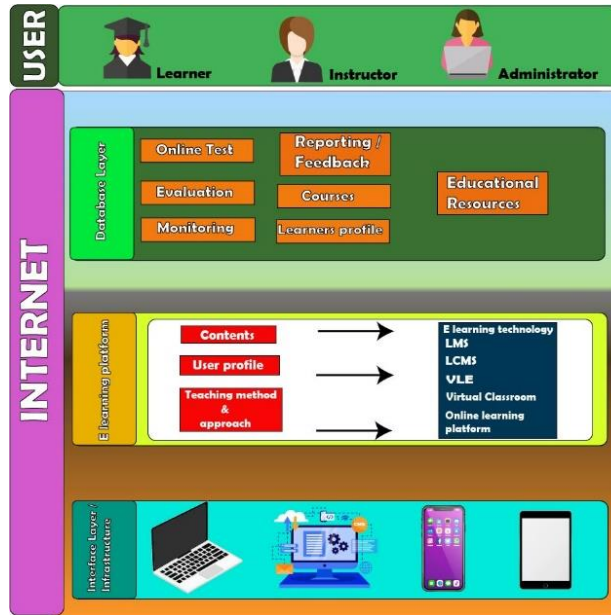 USER
Learner
Instructor
Administrator
INTERNET
Database Layer
Online Test
Evaluation
Monitoring
Reporting /
Feedback
Courses
Learners profile
Educational
Resources
E learning platform
Contents
User profile
Teaching method
&
approach
E learning technology
LMS
LCMS
VLE
Virtual Classroom
Online learning
platform
Interface Layer /
Infrastructure